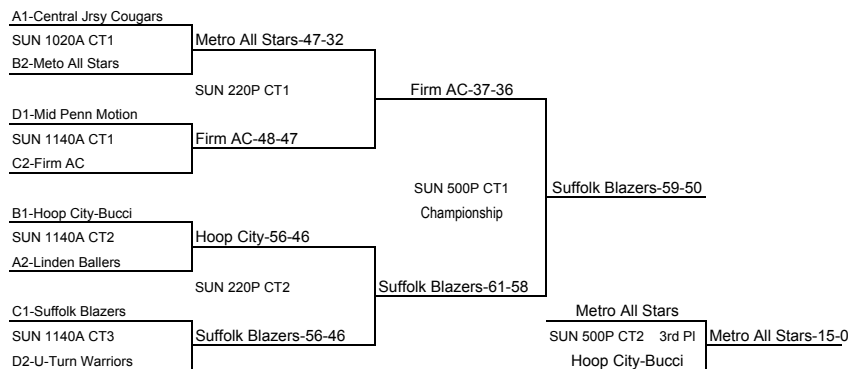 A1-Central Jrsy Cougars
SUN 1020A CT1
Metro All Stars-47-32
B2-Meto All Stars
SUN 220P CT1
Firm AC-37-36
D1-Mid Penn Motion
SUN 1140A CT1
Firm AC-48-47
C2-Firm AC
SUN 500P CT1
Suffolk Blazers-59-50
Championship
B1-Hoop City-Bucci
SUN 1140A CT2
Hoop City-56-46
A2-Linden Ballers
SUN 220P CT2
Suffolk Blazers-61-58
C1-Suffolk Blazers
Metro All Stars
SUN 1140A CT3
Suffolk Blazers-56-46
SUN 500P CT2 3rd Pl
Metro All Stars-15-0
D2-U-Turn Warriors
Hoop City-Bucci